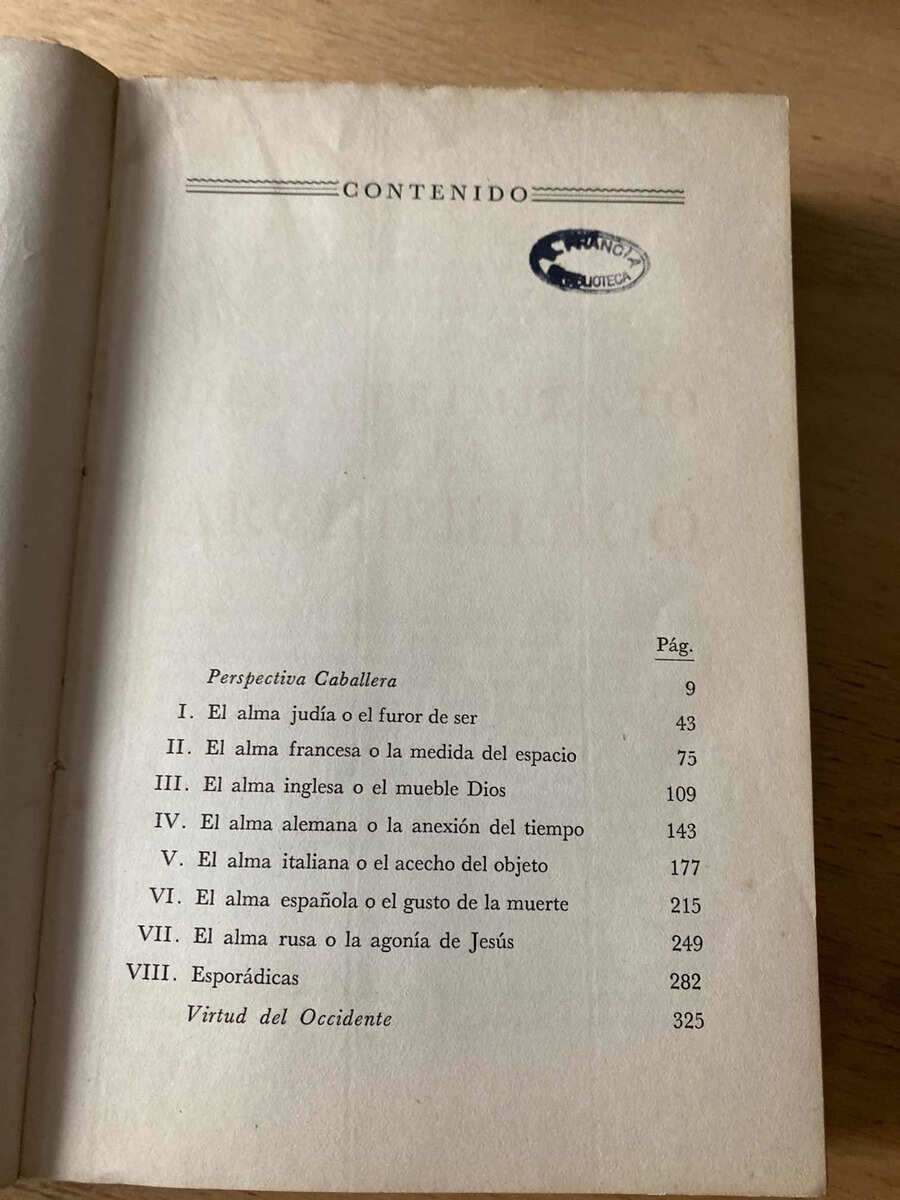 CONTENIDO
FRANCIA
BIBLIOTECA
Pág.
Perspectiva Caballera 9
I. El alma judía o el furor de ser 43
II. El alma francesa o la medida del espacio 75
III. El alma inglesa o el mueble Dios 109
IV. El alma alemana o la anexión del tiempo 143
V. El alma italiana o el acecho del objeto 177
VI. El alma española o el gusto de la muerte 215
VII. El alma rusa o la agonía de Jesús 249
VIII. Esporádicas 282
Virtud del Occidente 325